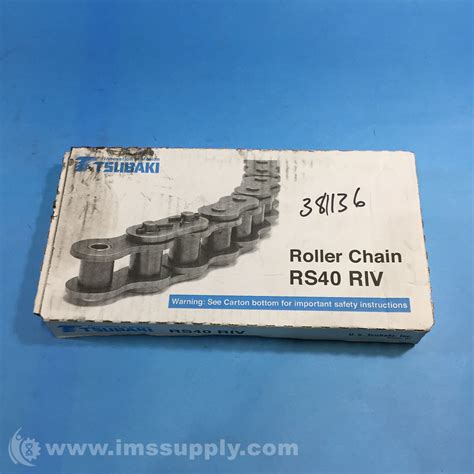 TSUBAKI
381136
Roller Chain
RS40 RIV
Warning: See Carton bottom for important safety instructions
TSUBAKI
RS40 RIV
www.imssupply.com